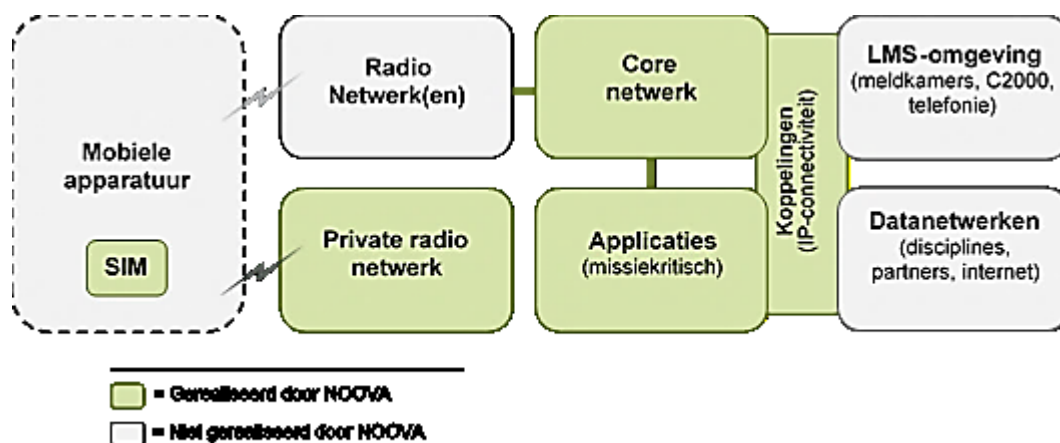 Mobiele
apparatuur
SIM
Radio
Netwerk(en)
Private radio
netwerk
Core
netwerk
Applicaties
(missiekritisch)
Koppelingen
(IP-connectiviteit)
LMS-omgeving
(meldkamers, C2000,
telefonie)
Datanetwerken
(disciplines,
partners, internet)
= Gerealiseerd door NOOVA
= Niet gerealiseerd door NOOVA